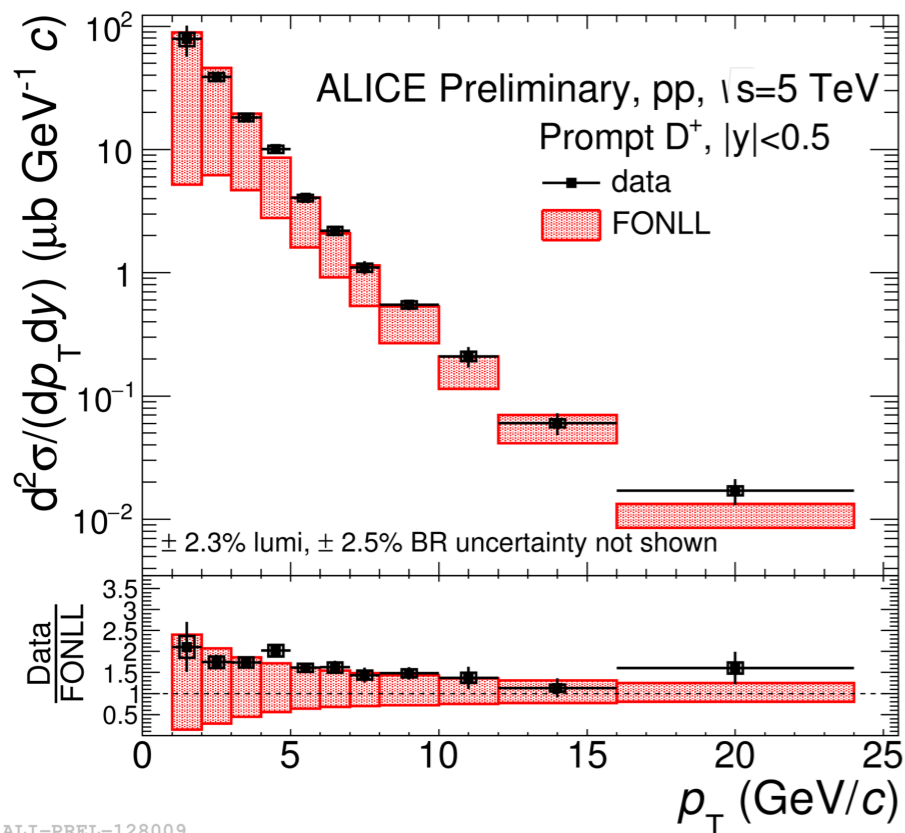 d²σ/(dp_T dy) (μb GeV⁻¹ c)
10²
10
1
10⁻¹
10⁻²
ALICE Preliminary, pp, √s=5 TeV
Prompt D⁺, |y|<0.5
data
FONLL
± 2.3% lumi, ± 2.5% BR uncertainty not shown
Data
FONLL
3.5
3
2.5
2
1.5
1
0.5
0 5 10 15 20 25
p_T (GeV/c)
ALI-PREL-128009